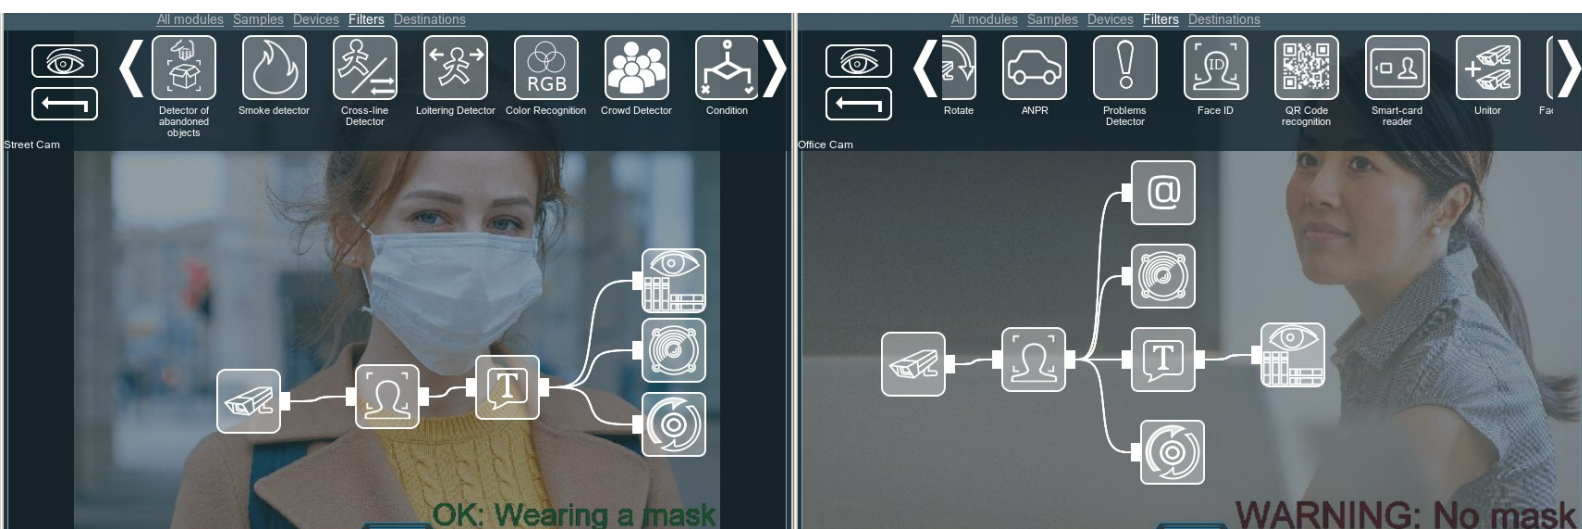 All modules Samples Devices Filters Destinations
Detector of abandoned objects
Smoke detector
Cross-line Detector
Loitering Detector
RGB
Color Recognition
Crowd Detector
Condition
Street Cam
T
OK: Wearing a mask
All modules Samples Devices Filters Destinations
Rotate
ANPR
Problems Detector
ID
Face ID
QR Code recognition
Smart-card reader
Unitor
Office Cam
@
T
WARNING: No mask